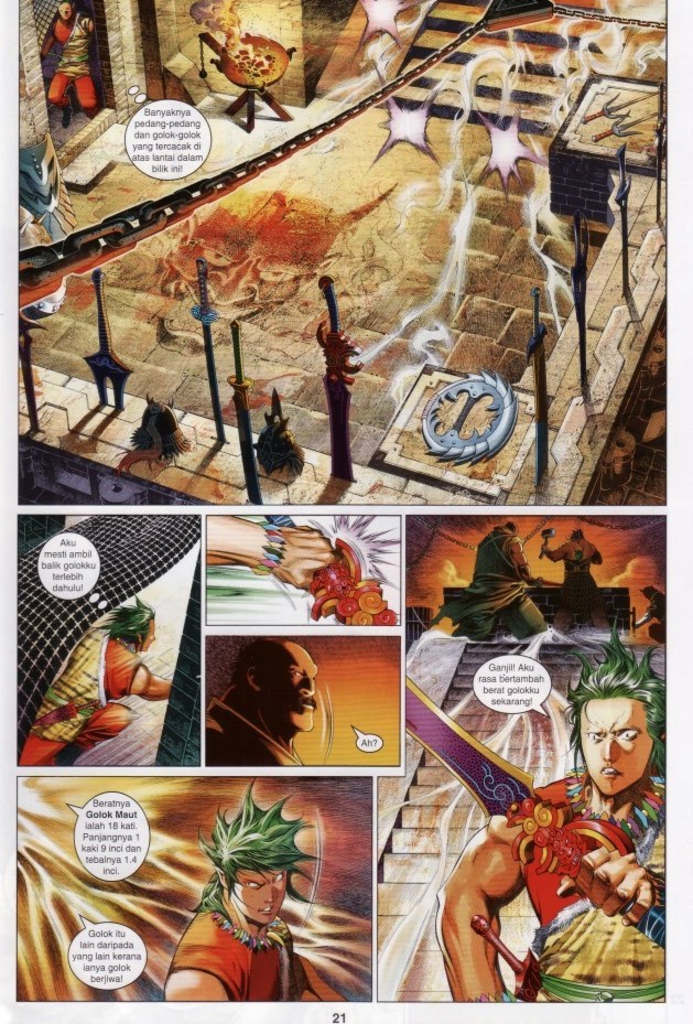 Banyaknya
pedang-pedang
dan golok-golok
yang tercacak di
atas lantai dalam
bilik ini!
Aku
mesti ambil
balik golokku
terlebih
dahulu!
Ah?
Ganjil! Aku
rasa bertambah
berat golokku
sekarang!
Beratnya
Golok Maut
ialah 18 kati.
Panjangnya 1
kaki 9 inci dan
tebalnya 1.4
inci.
Golok itu
lain daripada
yang lain kerana
ianya golok
berjiwa!
21